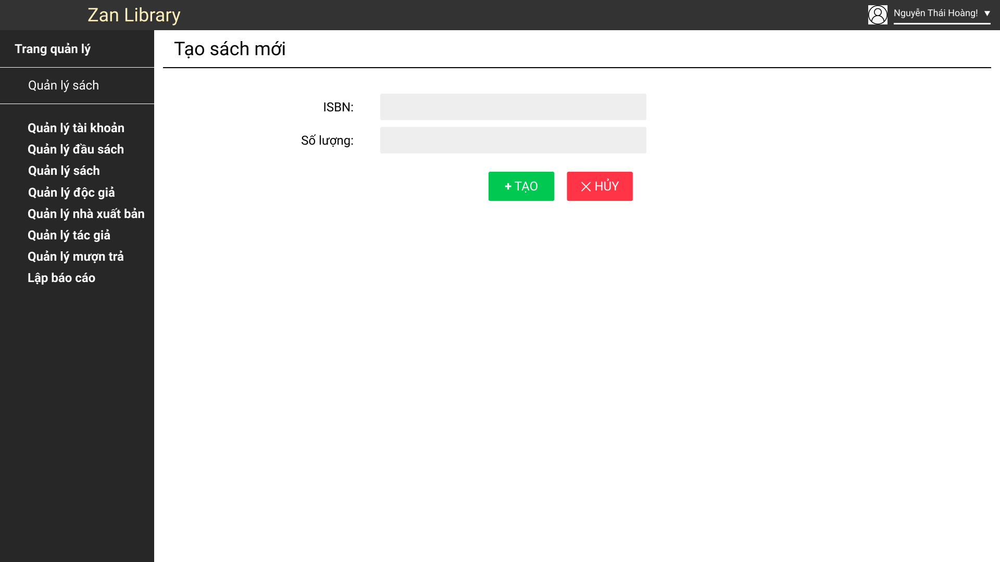 Zan Library
Nguyễn Thái Hoàng! ▼
Trang quản lý
Quản lý sách
Quản lý tài khoản
Quản lý đầu sách
Quản lý sách
Quản lý độc giả
Quản lý nhà xuất bản
Quản lý tác giả
Quản lý mượn trả
Lập báo cáo
Tạo sách mới
ISBN:
Số lượng:
+ TẠO
HỦY